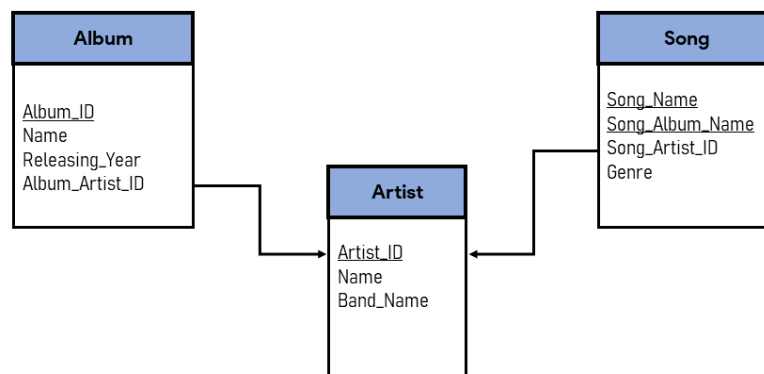 Album
Album_ID
Name
Releasing_Year
Album_Artist_ID
Artist
Artist_ID
Name
Band_Name
Song
Song_Name
Song_Album_Name
Song_Artist_ID
Genre